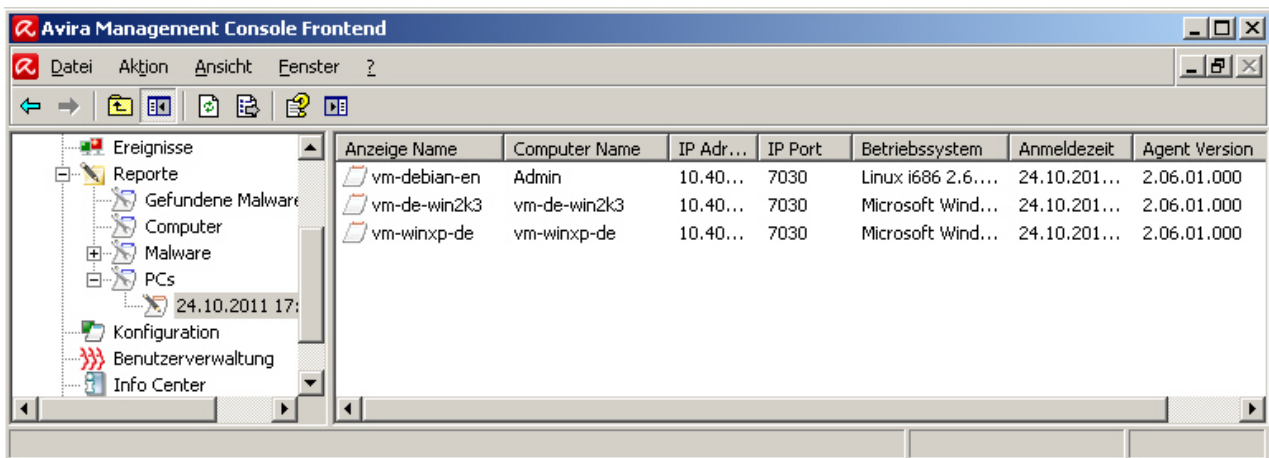 Avira Management Console Frontend
Datei Aktion Ansicht Fenster ?
Ereignisse
Reporte
Gefundene Malware
Computer
Malware
PCs
24.10.2011 17:
Konfiguration
Benutzerverwaltung
Info Center
Anzeige Name Computer Name IP Adr... IP Port Betriebssystem Anmeldezeit Agent Version
vm-debian-en Admin 10.40... 7030 Linux i686 2.6.... 24.10.201... 2.06.01.000
vm-de-win2k3 vm-de-win2k3 10.40... 7030 Microsoft Wind... 24.10.201... 2.06.01.000
vm-winxp-de vm-winxp-de 10.40... 7030 Microsoft Wind... 24.10.201... 2.06.01.000